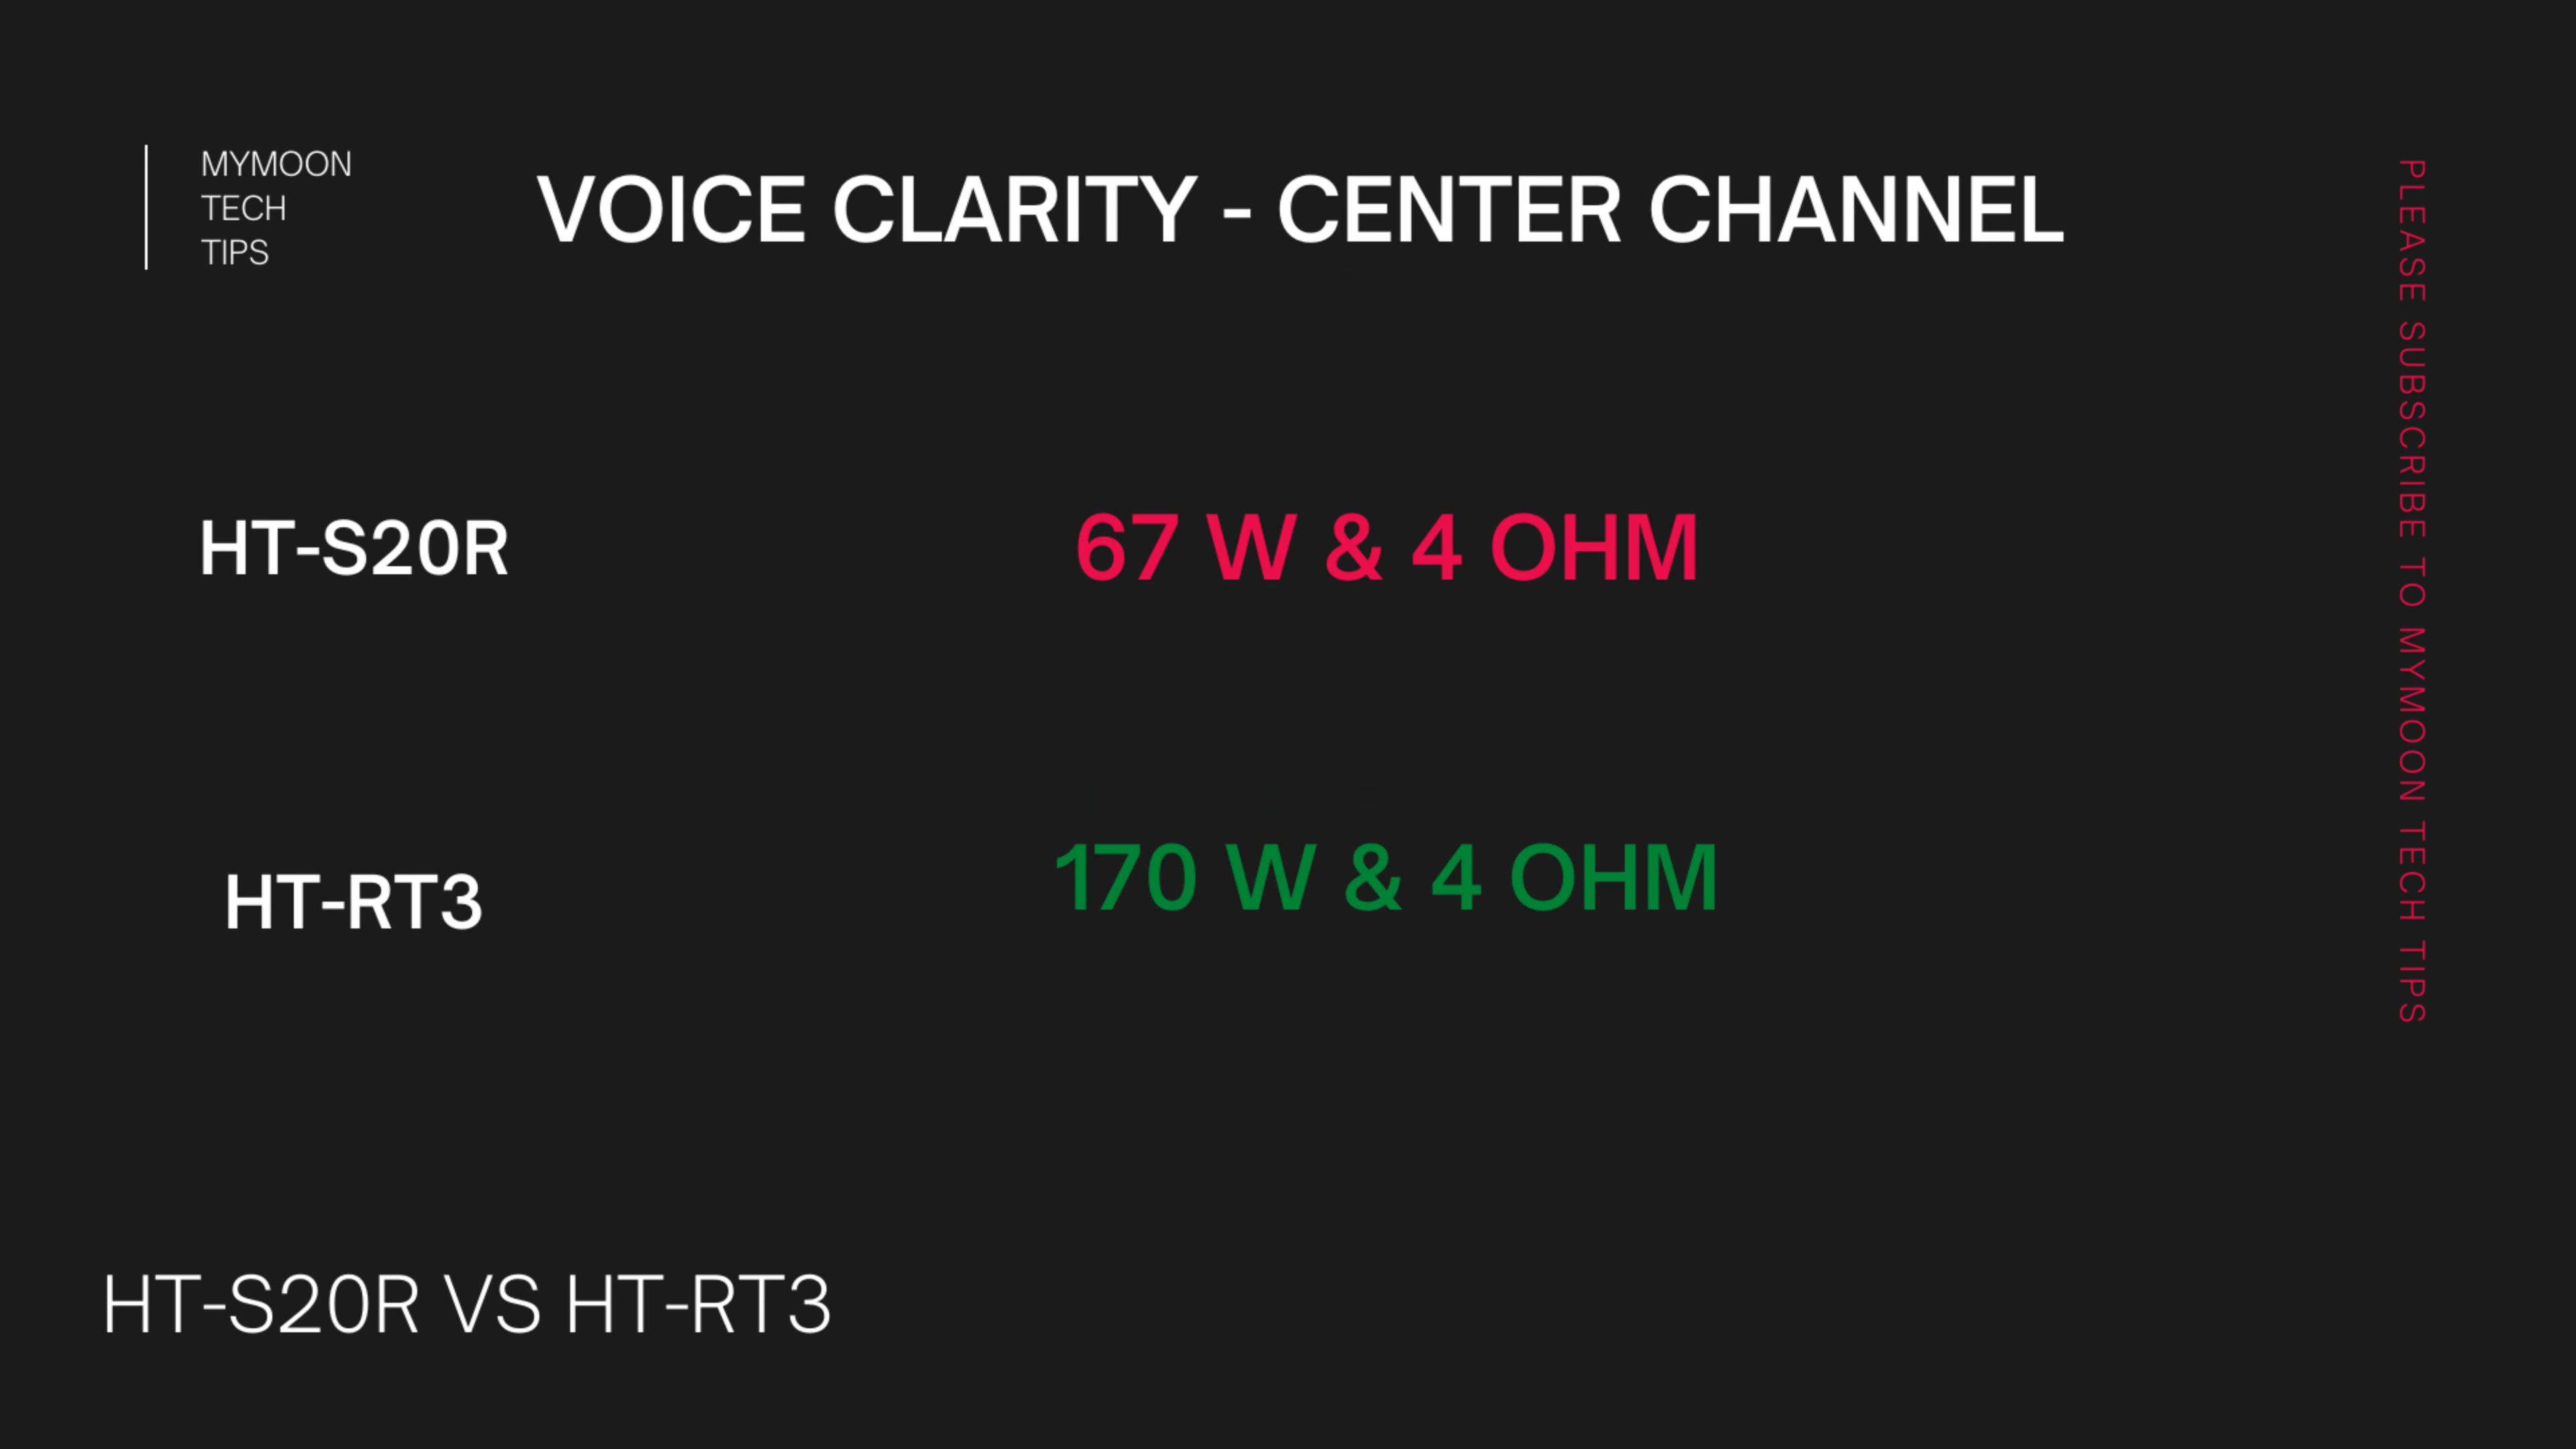 MYMOON
TECH
TIPS
VOICE CLARITY - CENTER CHANNEL
HT-S20R
67 W & 4 OHM
HT-RT3
170 W & 4 OHM
HT-S20R VS HT-RT3
PLEASE SUBSCRIBE TO MYMOON TECH TIPS